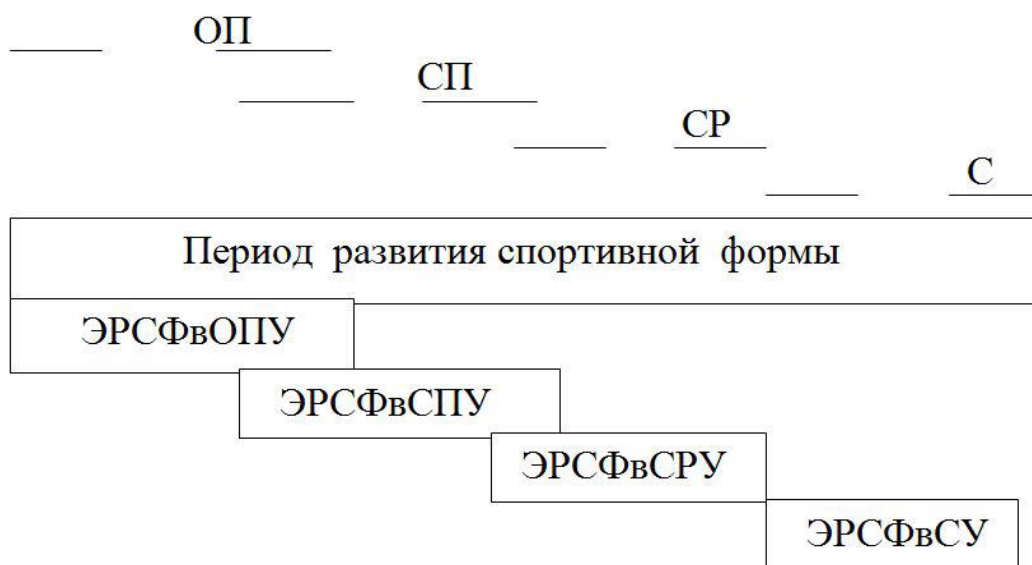 ОП
СП
СР
С
Период развития спортивной формы
ЭРСФвОПУ
ЭРСФвСПУ
ЭРСФвСРУ
ЭРСФвСУ